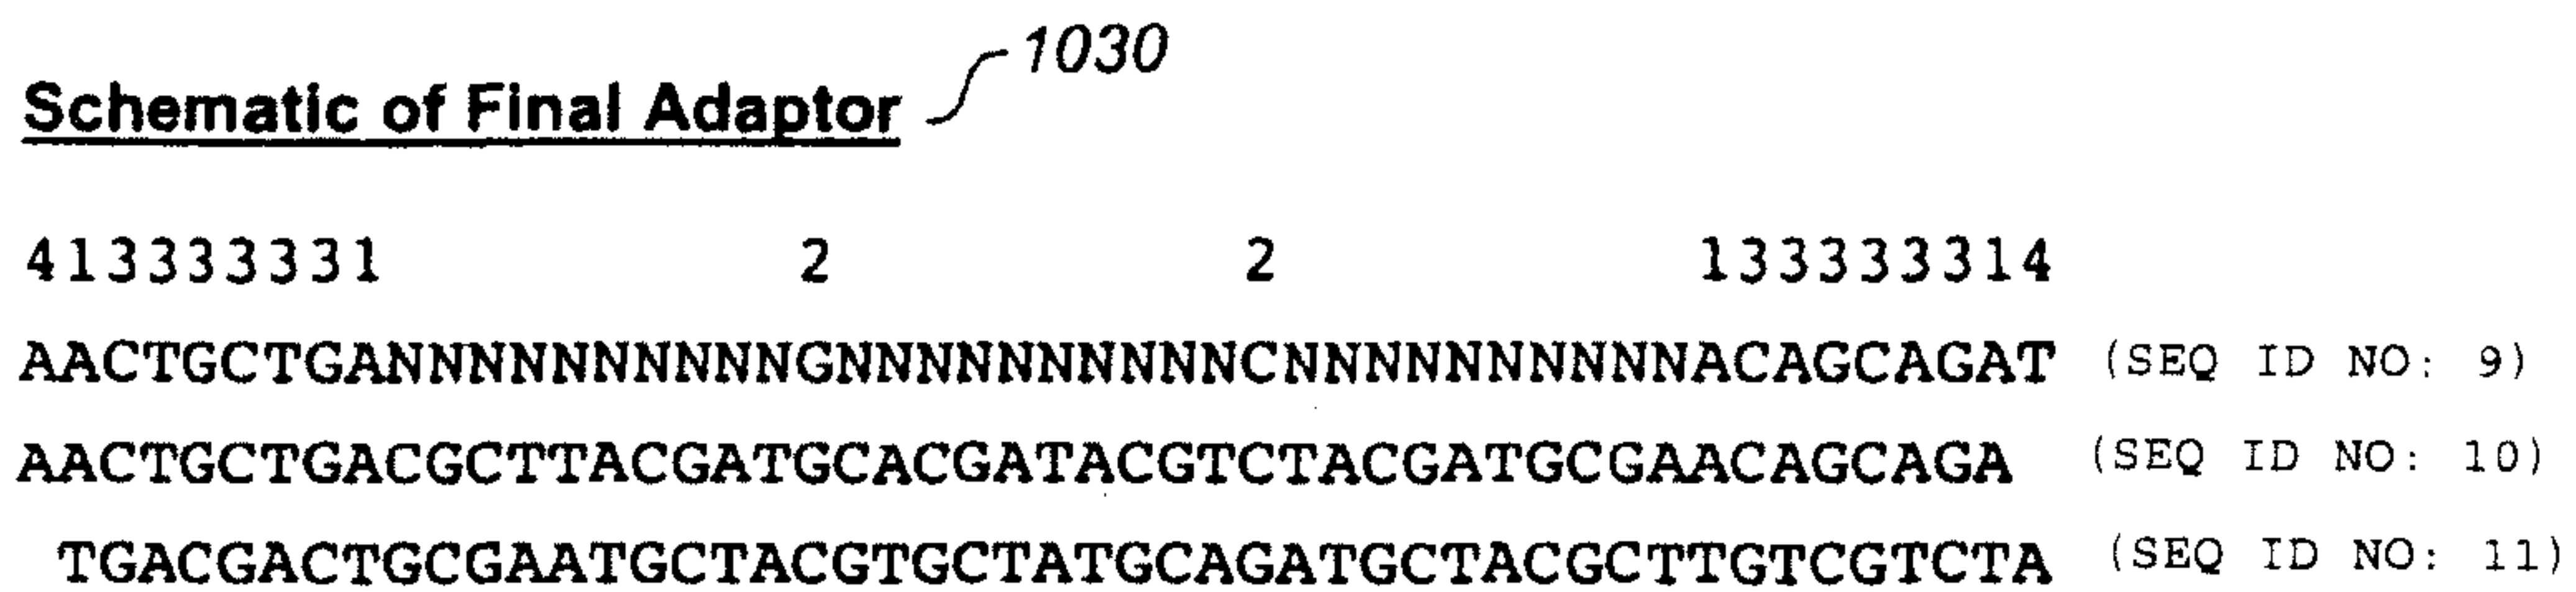 Schematic of Final Adaptor 1030
413333331 2 2 133333314
AACTGCTGANNNNNNNNNNGNNNNNNNNNNCNNNNNNNNNNACAGCAGAT (SEQ ID NO: 9)
AACTGCTGACGCTTACGATGCACGATACGTCTACGATGCGAACAGCAGA (SEQ ID NO: 10)
TGACGACTGCGAATGCTACGTGCTATGCAGATGCTACGCTTGTCGTCTA (SEQ ID NO: 11)